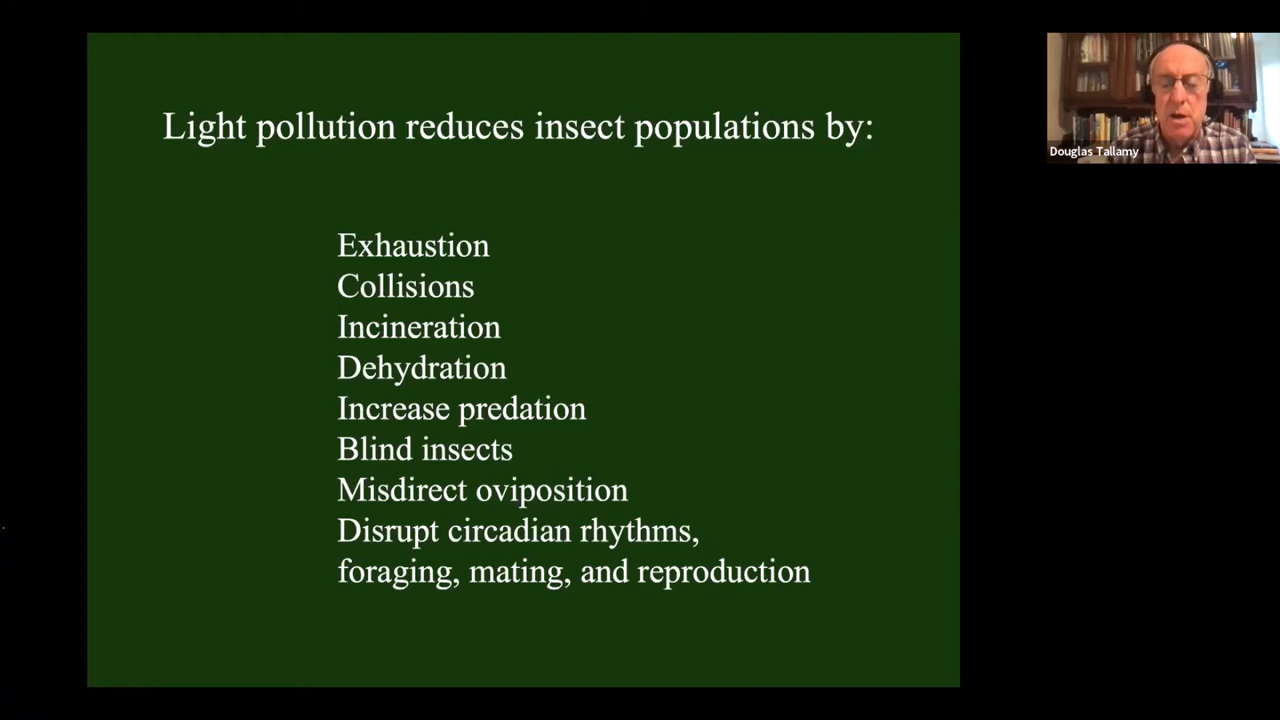 Light pollution reduces insect populations by:
Exhaustion
Collisions
Incineration
Dehydration
Increase predation
Blind insects
Misdirect oviposition
Disrupt circadian rhythms,
foraging, mating, and reproduction
Douglas Tallamy